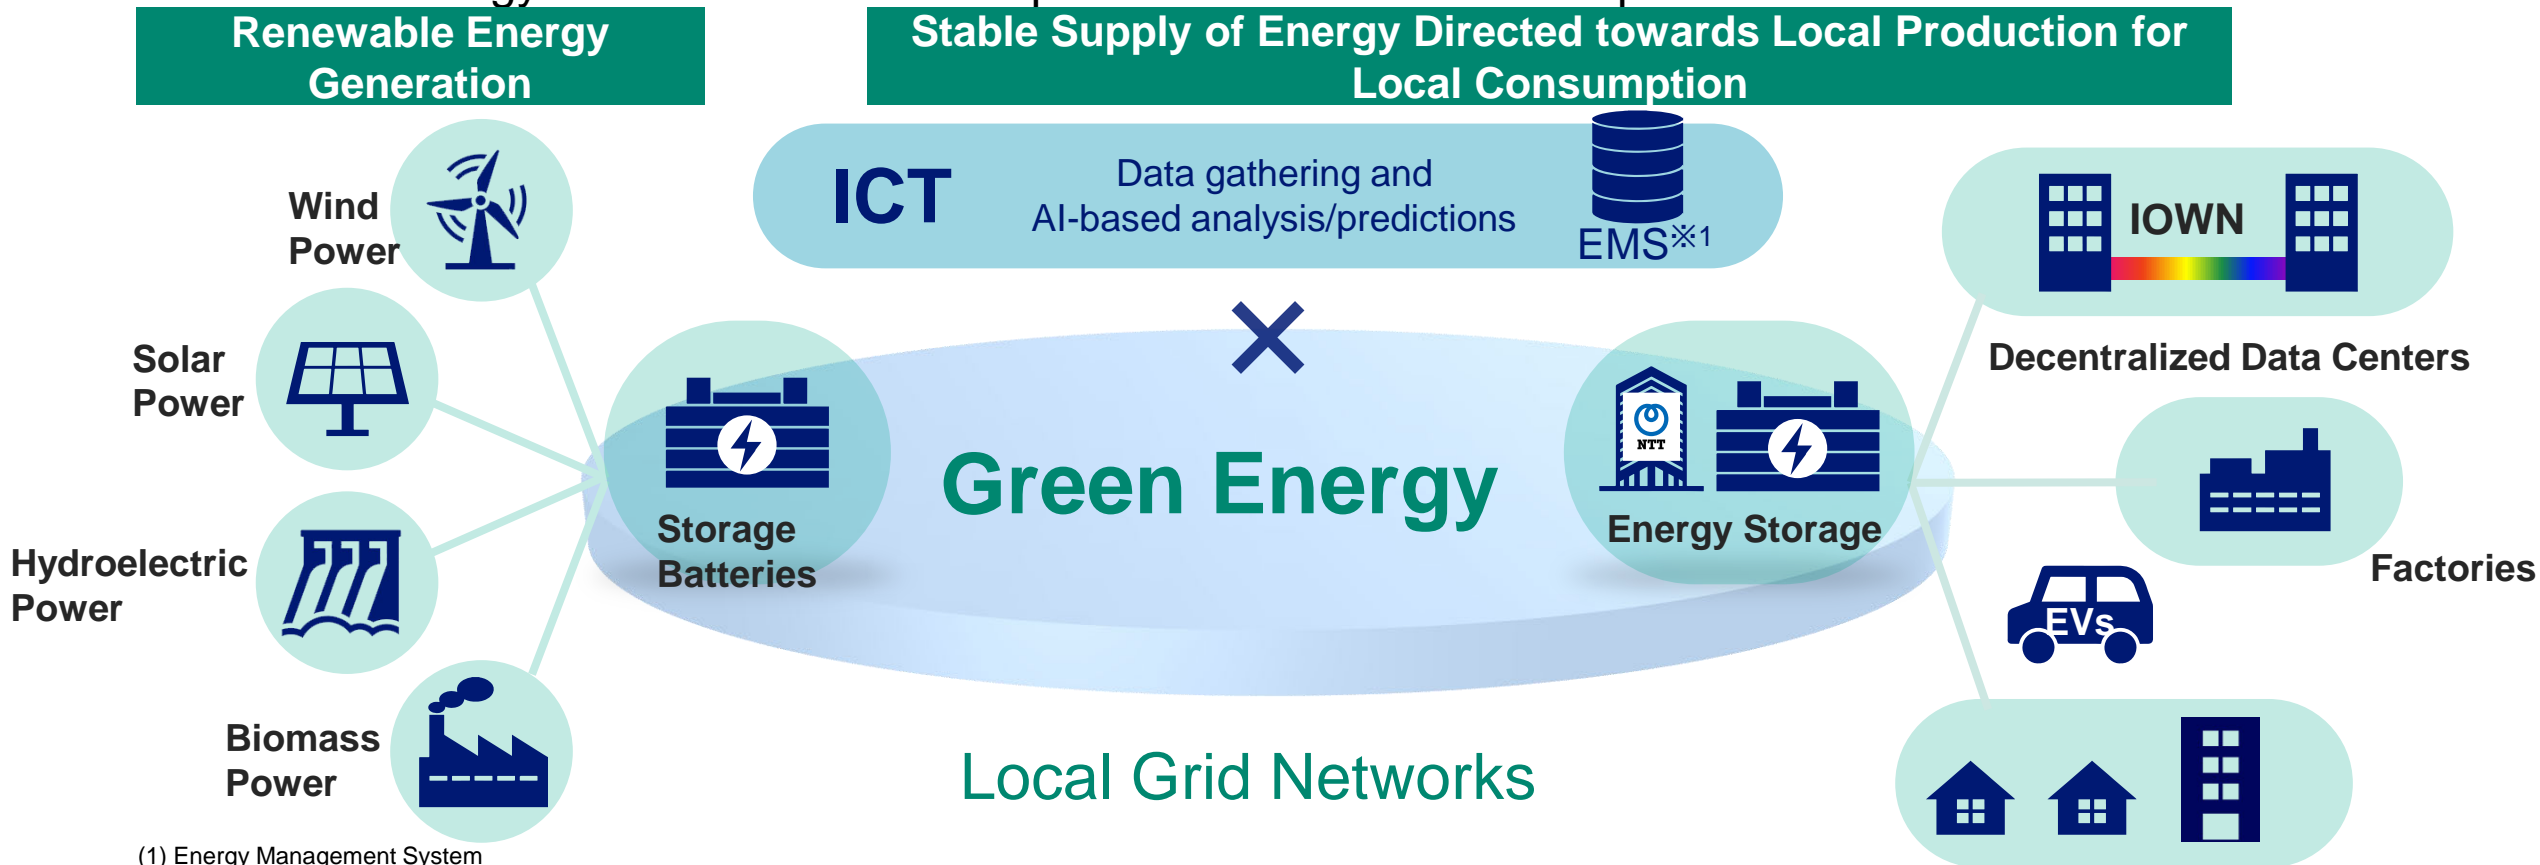 Renewable Energy
Generation
Stable Supply of Energy Directed towards Local Production for
Local Consumption
Wind
Power
Solar
Power
Hydroelectric
Power
Biomass
Power
ICT
Data gathering and
AI-based analysis/predictions
EMS※1
×
Storage
Batteries
Green Energy
NTT
Energy Storage
Local Grid Networks
IOWN
Decentralized Data Centers
Factories
EVs
(1) Energy Management System